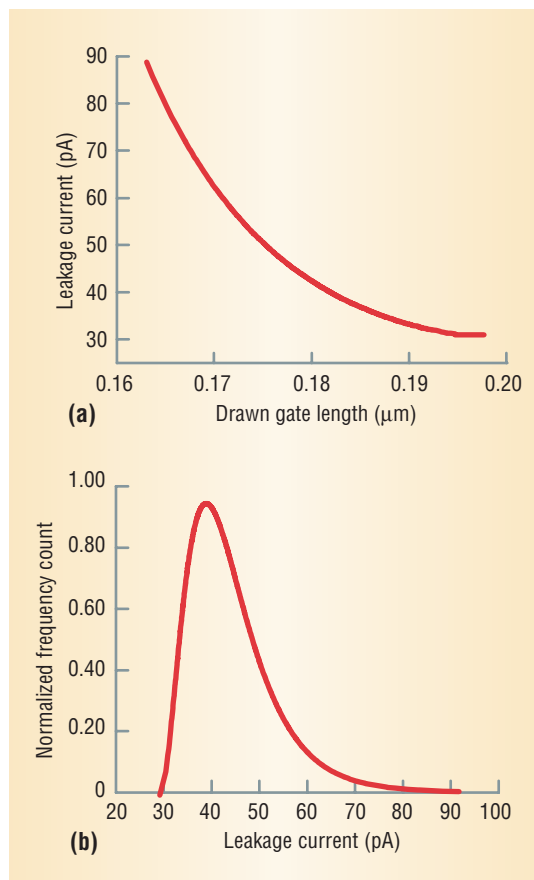 90
80
70
60
50
40
30
Leakage current (pA)
0.16 0.17 0.18 0.19 0.20
(a) Drawn gate length (μm)
1.00
0.80
0.60
0.40
0.20
0
Normalized frequency count
20 30 40 50 60 70 80 90 100
(b) Leakage current (pA)